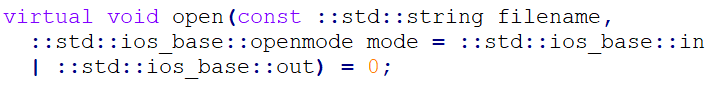 virtual void open(const ::std::string filename,
::std::ios_base::openmode mode = ::std::ios_base::in
| ::std::ios_base::out) = 0;